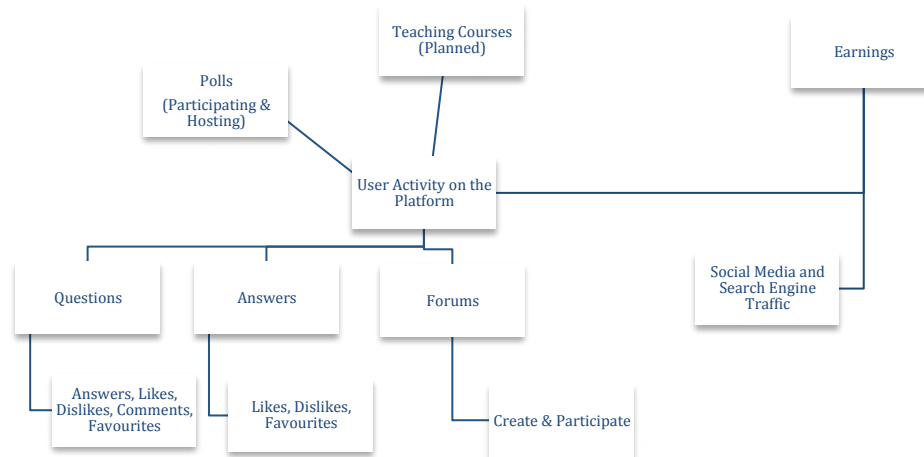 Teaching Courses
(Planned)
Earnings
Polls
(Participating &
Hosting)
User Activity on the
Platform
Questions
Answers
Forums
Social Media and
Search Engine
Traffic
Answers, Likes,
Dislikes, Comments,
Favourites
Likes, Dislikes,
Favourites
Create & Participate